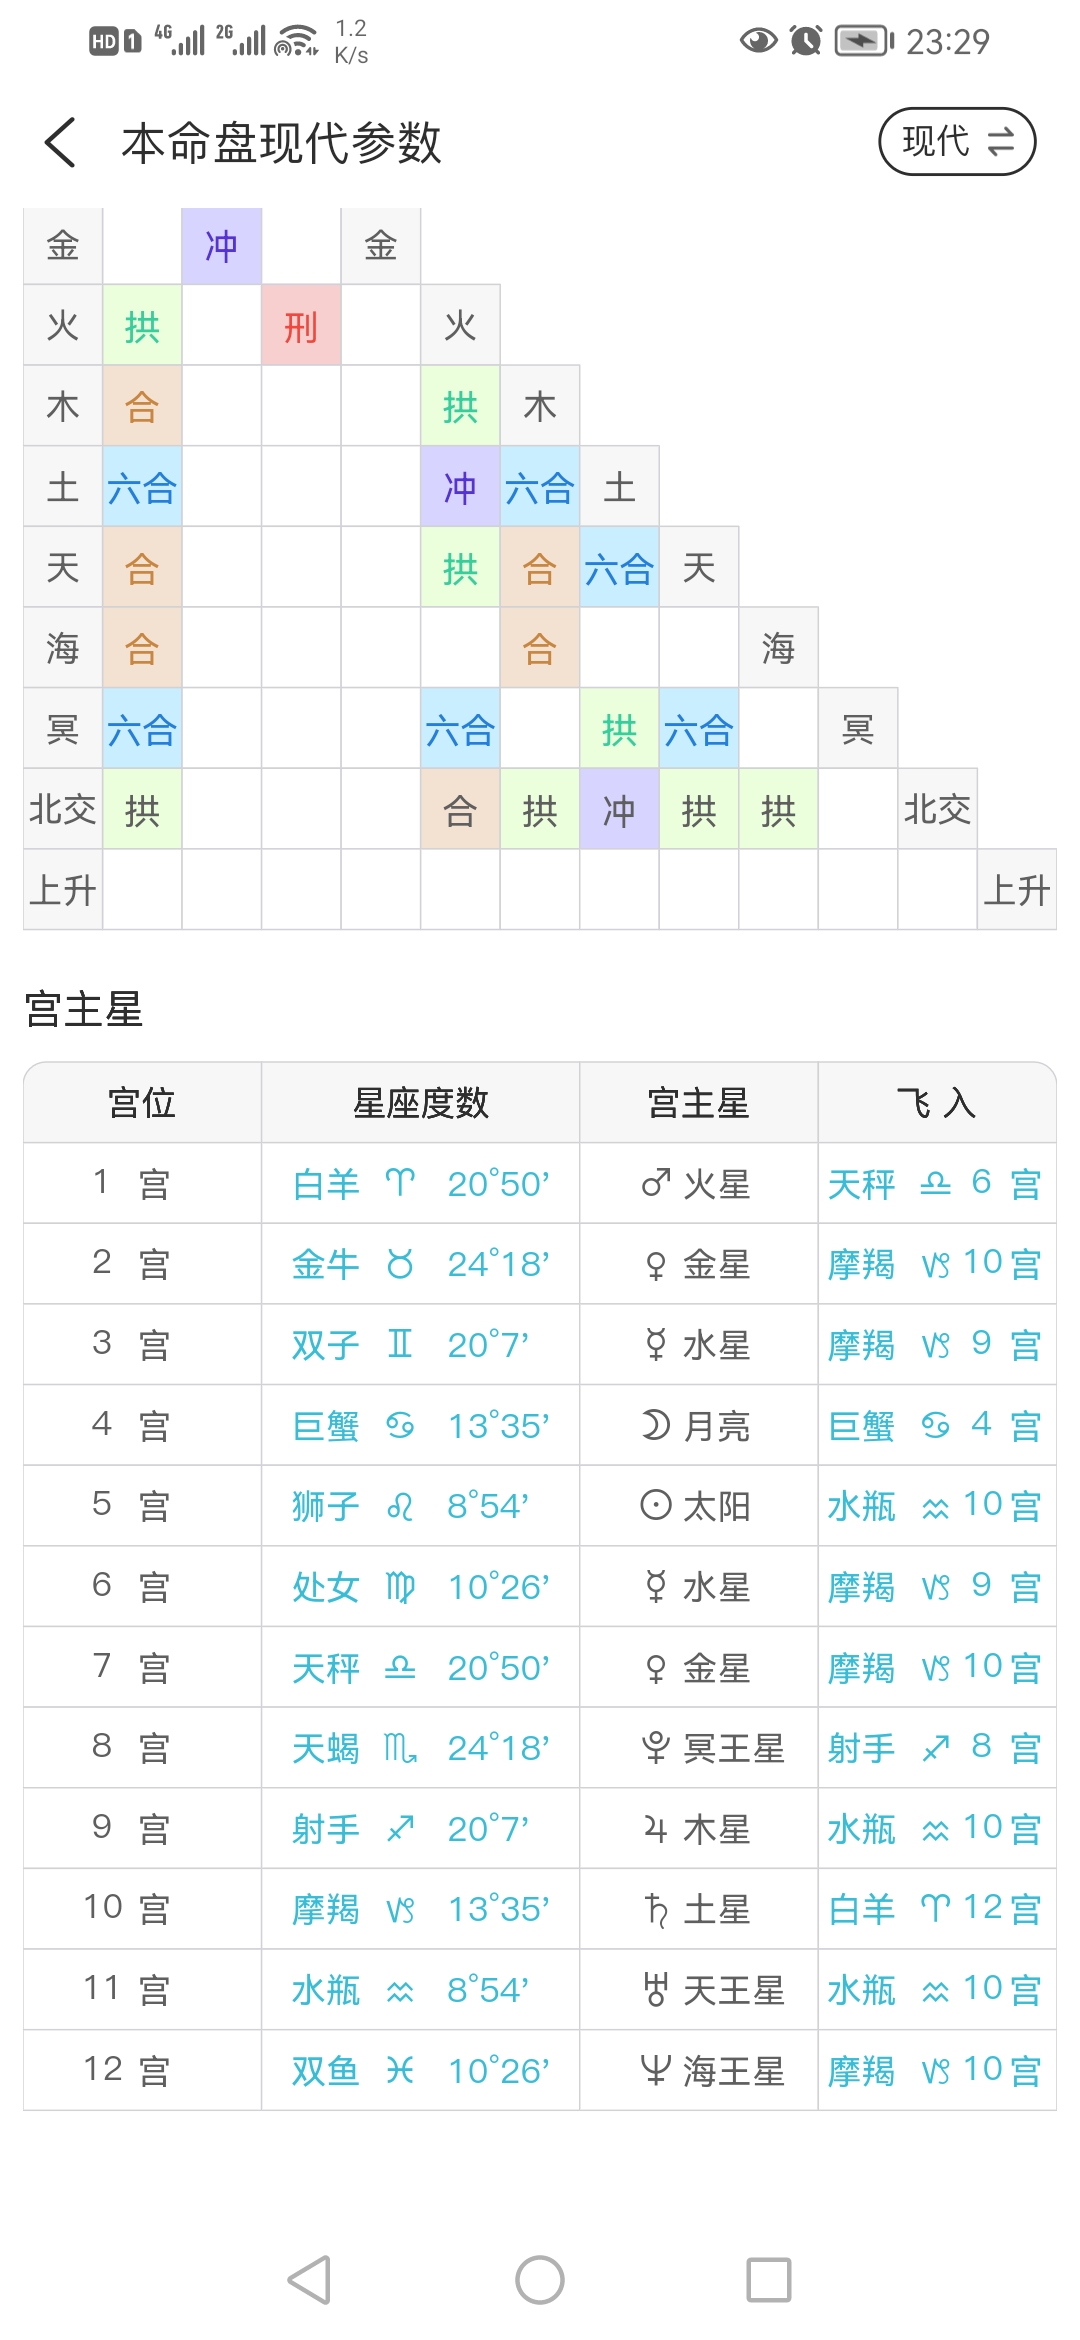 HD 1 4G 2G 1.2 K/s 23:29
本命盘现代参数 现代
金 冲 金
火 拱 刑 火
木 合 拱 木
土 六合 冲 六合 土
天 合 拱 合 六合 天
海 合 合 海
冥 六合 六合 拱 六合 冥
北交 拱 合 拱 冲 拱 拱 北交
上升 上升
宫主星
宫位 星座度数 宫主星 飞入
1 宫 白羊 ♈ 20°50’ ♂ 火星 天秤 ♎ 6 宫
2 宫 金牛 ♉ 24°18’ ♀ 金星 摩羯 ♑ 10 宫
3 宫 双子 ♊ 20°7’ ☿ 水星 摩羯 ♑ 9 宫
4 宫 巨蟹 ♋ 13°35’ ☽ 月亮 巨蟹 ♋ 4 宫
5 宫 狮子 ♌ 8°54’ ☉ 太阳 水瓶 ♒ 10 宫
6 宫 处女 ♍ 10°26’ ☿ 水星 摩羯 ♑ 9 宫
7 宫 天秤 ♎ 20°50’ ♀ 金星 摩羯 ♑ 10 宫
8 宫 天蝎 ♏ 24°18’ ♇ 冥王星 射手 ♐ 8 宫
9 宫 射手 ♐ 20°7’ ♃ 木星 水瓶 ♒ 10 宫
10 宫 摩羯 ♑ 13°35’ ♄ 土星 白羊 ♈ 12 宫
11 宫 水瓶 ♒ 8°54’ ♅ 天王星 水瓶 ♒ 10 宫
12 宫 双鱼 ♓ 10°26’ ♆ 海王星 摩羯 ♑ 10 宫